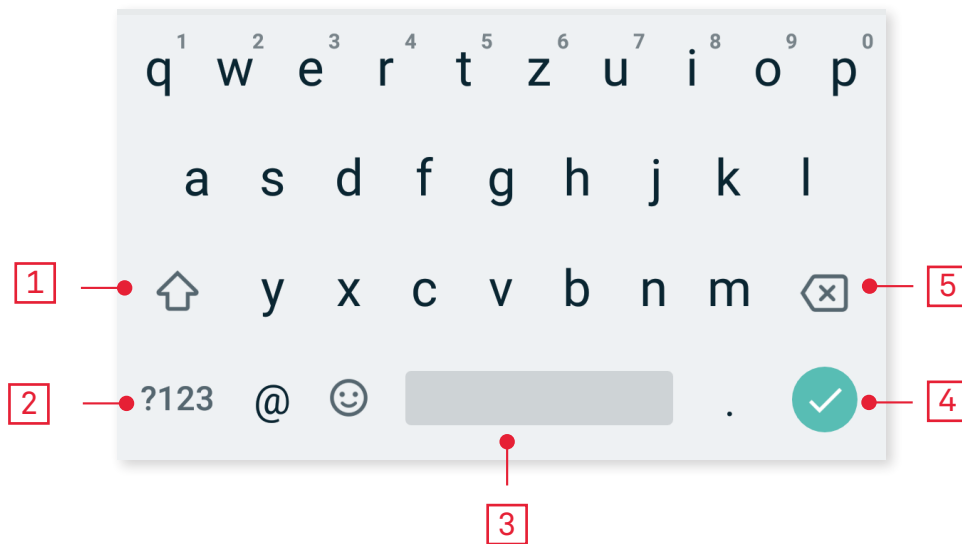 1 2 3 4 5 6 7 8 9 0
q w e r t z u i o p
a s d f g h j k l
1 y x c v b n m 5
2 ?123 @ . 4
3